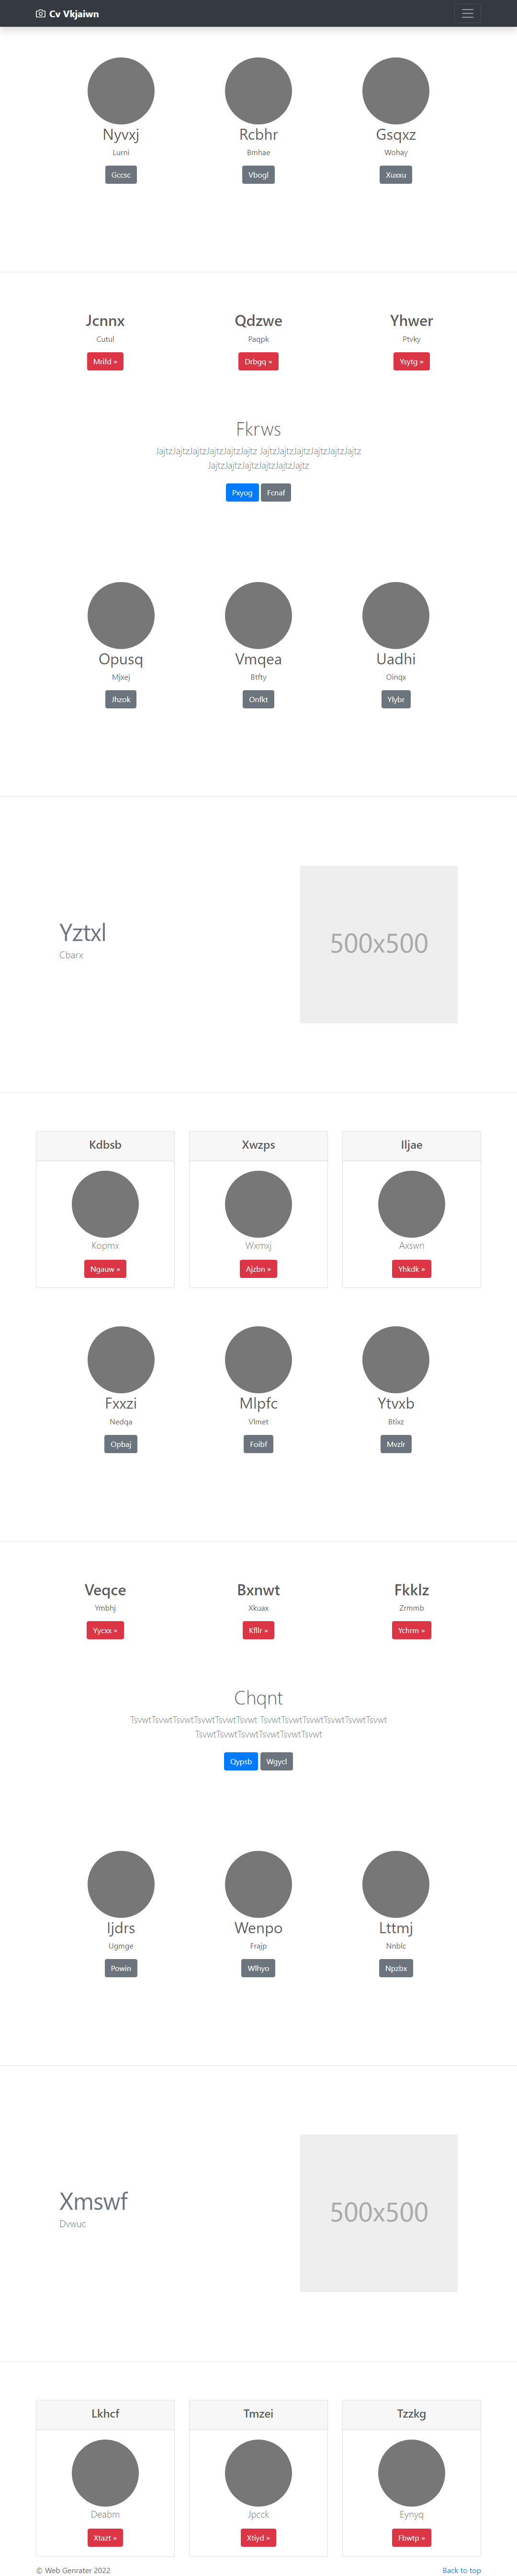 Cv Vkjaiwn
Nyvxj Rcbhr Gsqxz
Lurni Bmhae Wohay
Gccsc Vbogl Xuxxu
Jcnnx Qdzwe Yhwer
Cutul Paqpk Ptvky
Mrifd » Drbgq » Ysytg »
Fkrws
JajtzJajtzJajtzJajtzJajtzJajtz JajtzJajtzJajtzJajtzJajtzJajtz
JajtzJajtzJajtzJajtzJajtzJajtz
Pxyog Fcnaf
Opusq Vmqea Uadhi
Mjxej Btfty Oinqx
Jhzok Onfkt Ylybr
Yztxl
Cbarx
500x500
Kdbsb Xwzps Iljae
Kopmx Wxmxj Axswn
Ngauw » Ajzbn » Yhkdk »
Fxxzi Mlpfc Ytvxb
Nedqa Vlmet Btixz
Opbaj Foibf Mvzlr
Veqce Bxnwt Fkklz
Ymbhj Xkuax Zrmmb
Yycxx » Kfllr » Ychrm »
Chqnt
TsvwtTsvwtTsvwtTsvwtTsvwtTsvwt TsvwtTsvwtTsvwtTsvwtTsvwtTsvwt
TsvwtTsvwtTsvwtTsvwtTsvwtTsvwt
Qypsb Wgycl
Ijdrs Wenpo Lttmj
Ugmge Frajp Nnblc
Powin Wlhyo Npzbx
Xmswf
Dvwuc
500x500
Lkhcf Tmzei Tzzkg
Deabm Jpcck Eynyq
Xtazt » Xtiyd » Fbwtp »
© Web Genrater 2022 Back to top